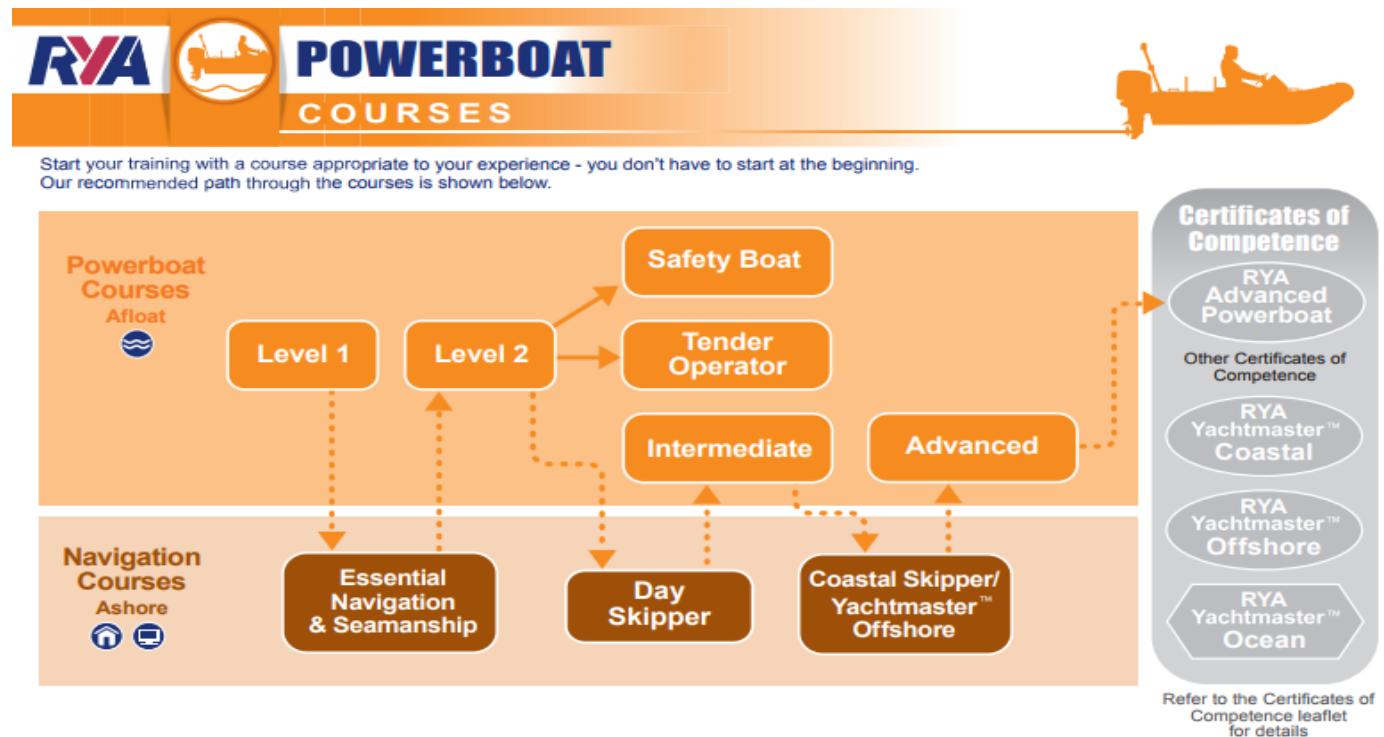 RYA
POWERBOAT
COURSES
Start your training with a course appropriate to your experience - you don't have to start at the beginning.
Our recommended path through the courses is shown below.
Powerboat
Courses
Afloat
Level 1
Level 2
Safety Boat
Tender
Operator
Intermediate
Advanced
Navigation
Courses
Ashore
Essential
Navigation
& Seamanship
Day
Skipper
Coastal Skipper/
Yachtmaster™
Offshore
Certificates of
Competence
RYA
Advanced
Powerboat
Other Certificates of
Competence
RYA
Yachtmaster™
Coastal
RYA
Yachtmaster™
Offshore
RYA
Yachtmaster™
Ocean
Refer to the Certificates of
Competence leaflet
for details